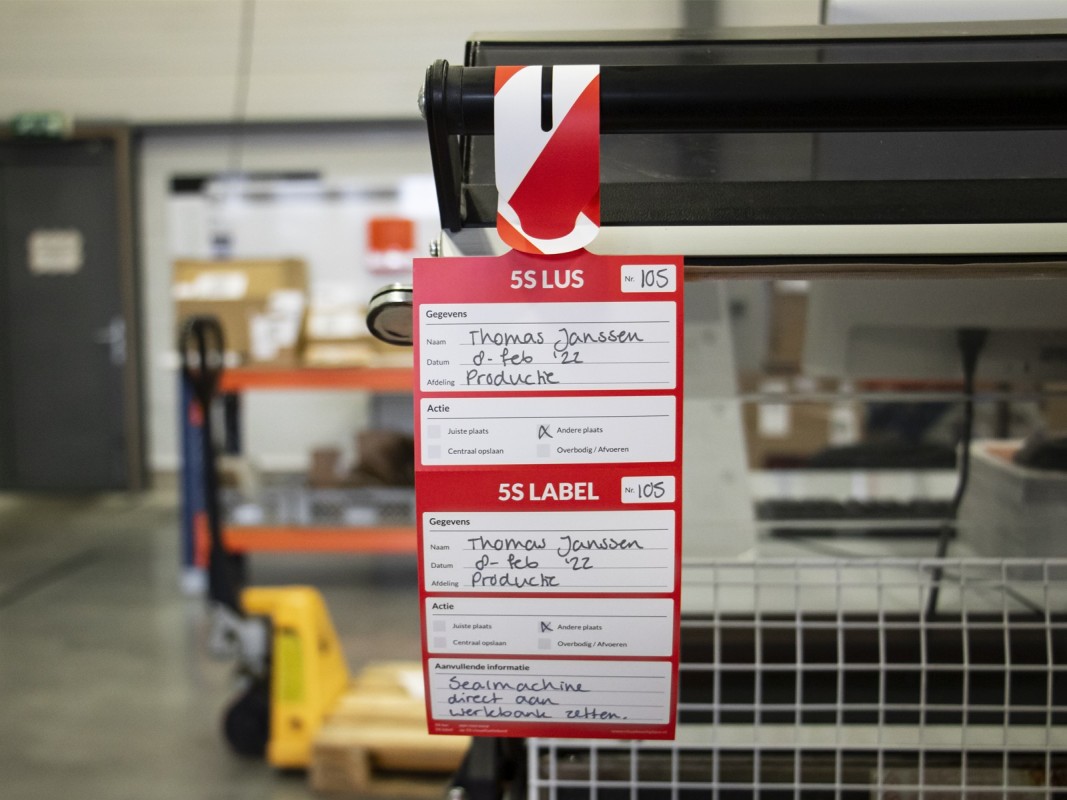 5S LUS Nr. 105
Gegevens
Naam Thomas Janssen
Datum 8-feb '22
Afdeling Productie
Actie
Juiste plaats x Andere plaats
Centraal opslaan Overbodig / Afvoeren
5S LABEL Nr. 105
Gegevens
Naam Thomas Janssen
Datum 8-feb '22
Afdeling Productie
Actie
Juiste plaats x Andere plaats
Centraal opslaan Overbodig / Afvoeren
Aanvullende informatie
Sealmachine
direct aan
werkbank zetten.